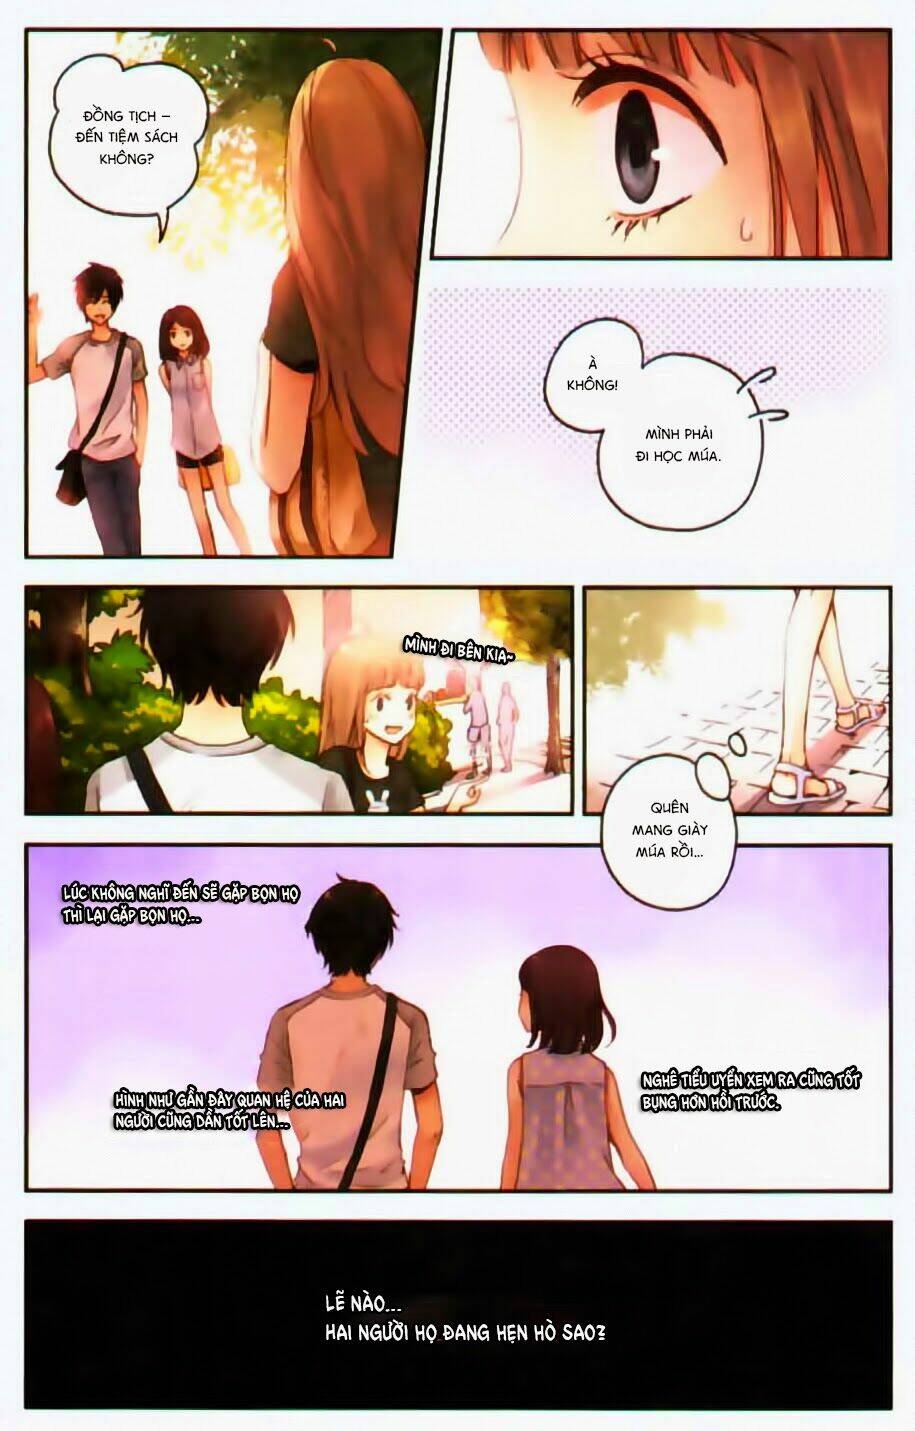 ĐỒNG TỊCH –
ĐẾN TIỆM SÁCH
KHÔNG?
À
KHÔNG!
MÌNH PHẢI
ĐI HỌC MÚA.
MÌNH ĐI BÊN KIA~
QUÊN
MANG GIÀY
MÚA RỒI...
LÚC KHÔNG NGHĨ ĐẾN SẼ GẶP BỌN HỌ
THÌ LẠI GẶP BỌN HỌ...
HÌNH NHƯ GẦN ĐÂY QUAN HỆ CỦA HAI
NGƯỜI CŨNG DẦN TỐT LÊN...
NGHÊ TIỂU UYỂN XEM RA CŨNG TỐT
BỤNG HƠN HỒI TRƯỚC.
LẼ NÀO...
HAI NGƯỜI HỌ ĐANG HẸN HÒ SAO?